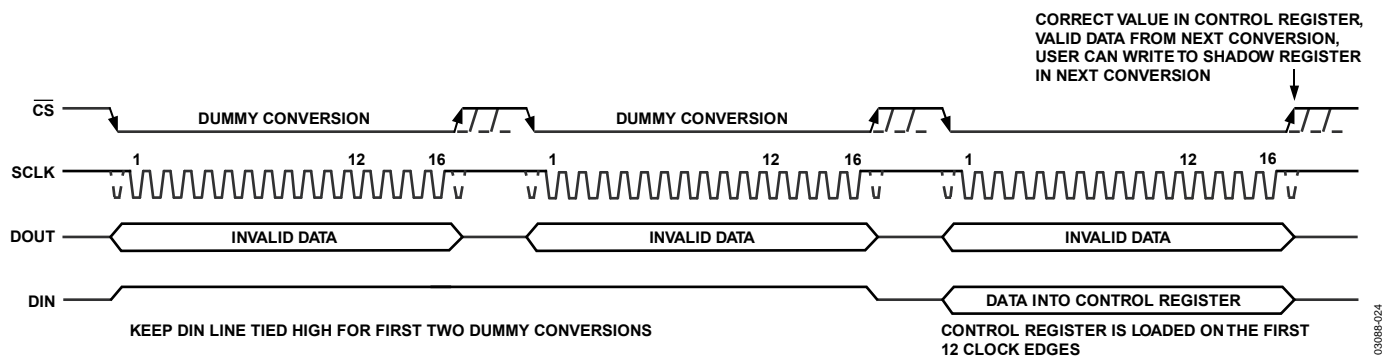 CORRECT VALUE IN CONTROL REGISTER,
VALID DATA FROM NEXT CONVERSION,
USER CAN WRITE TO SHADOW REGISTER
IN NEXT CONVERSION
CS
DUMMY CONVERSION
DUMMY CONVERSION
SCLK
1
12
16
1
12
16
1
12
16
DOUT
INVALID DATA
INVALID DATA
INVALID DATA
DIN
DATA INTO CONTROL REGISTER
KEEP DIN LINE TIED HIGH FOR FIRST TWO DUMMY CONVERSIONS
CONTROL REGISTER IS LOADED ON THE FIRST
12 CLOCK EDGES
03088-024